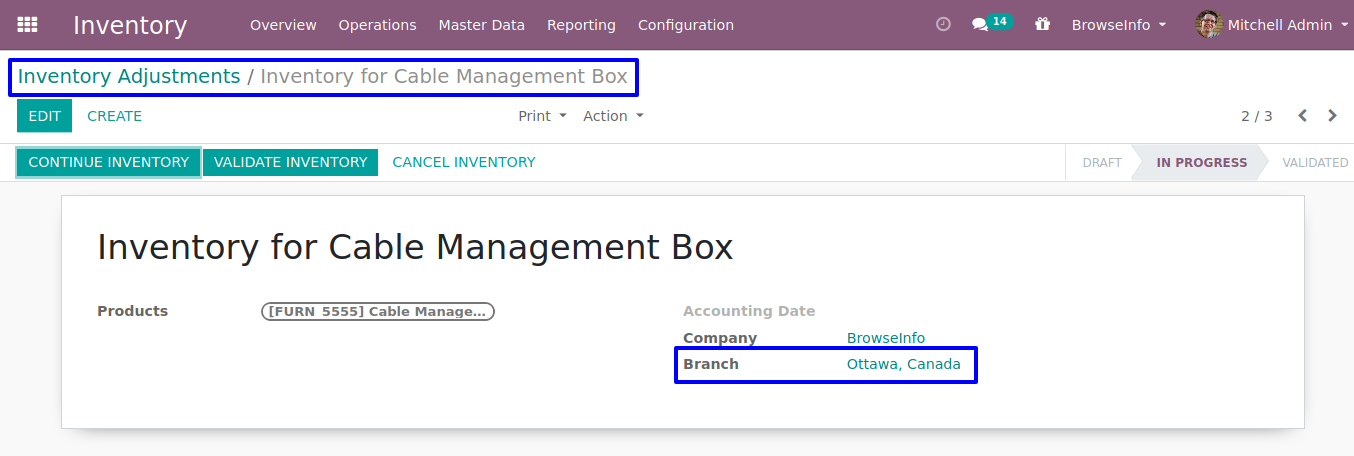 Inventory Overview Operations Master Data Reporting Configuration 14 BrowseInfo Mitchell Admin
Inventory Adjustments / Inventory for Cable Management Box
EDIT CREATE Print Action 2 / 3
CONTINUE INVENTORY VALIDATE INVENTORY CANCEL INVENTORY DRAFT IN PROGRESS VALIDATED
Inventory for Cable Management Box
Products [FURN_5555] Cable Manage... Accounting Date
Company BrowseInfo
Branch Ottawa, Canada